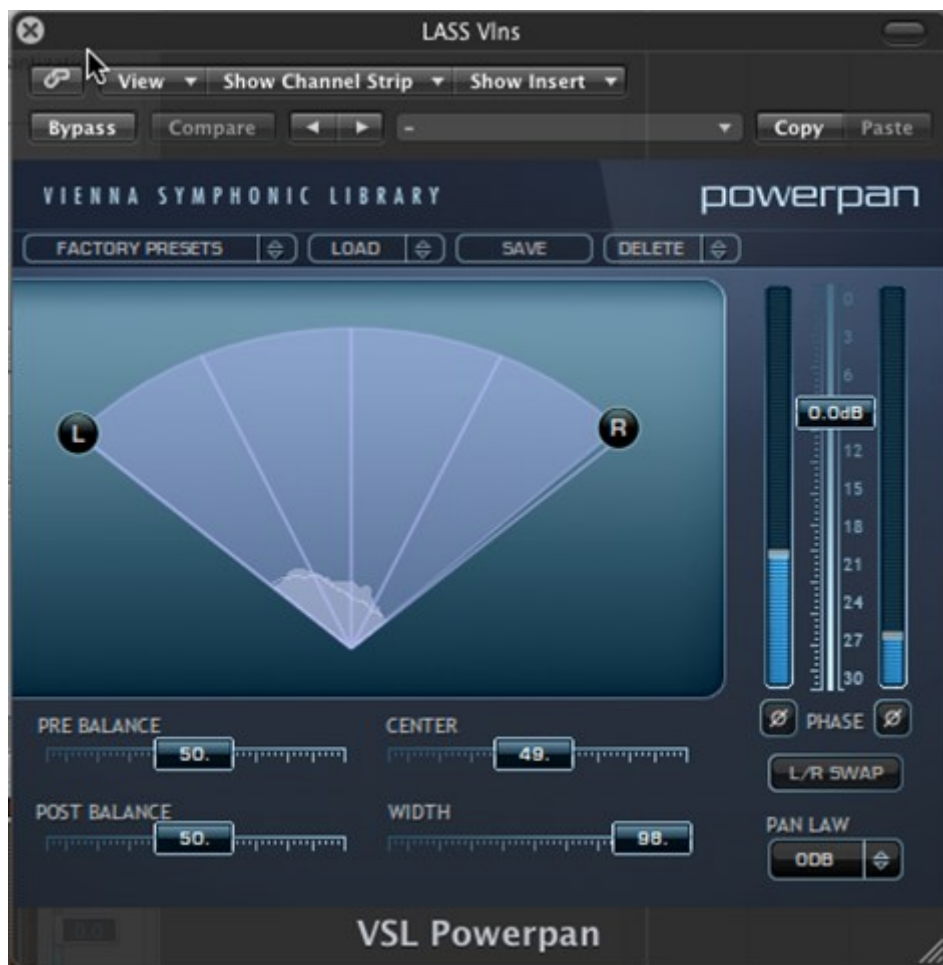 LASS Vlns
View Show Channel Strip Show Insert
Bypass Compare - Copy Paste
VIENNA SYMPHONIC LIBRARY powerpan
FACTORY PRESETS LOAD SAVE DELETE
0
3
6
0.0dB
12
15
18
21
24
27
30
L R
PRE BALANCE CENTER
50. 49.
Ø PHASE Ø
L/R SWAP
POST BALANCE WIDTH
50. 98.
PAN LAW
0DB
0.0
VSL Powerpan